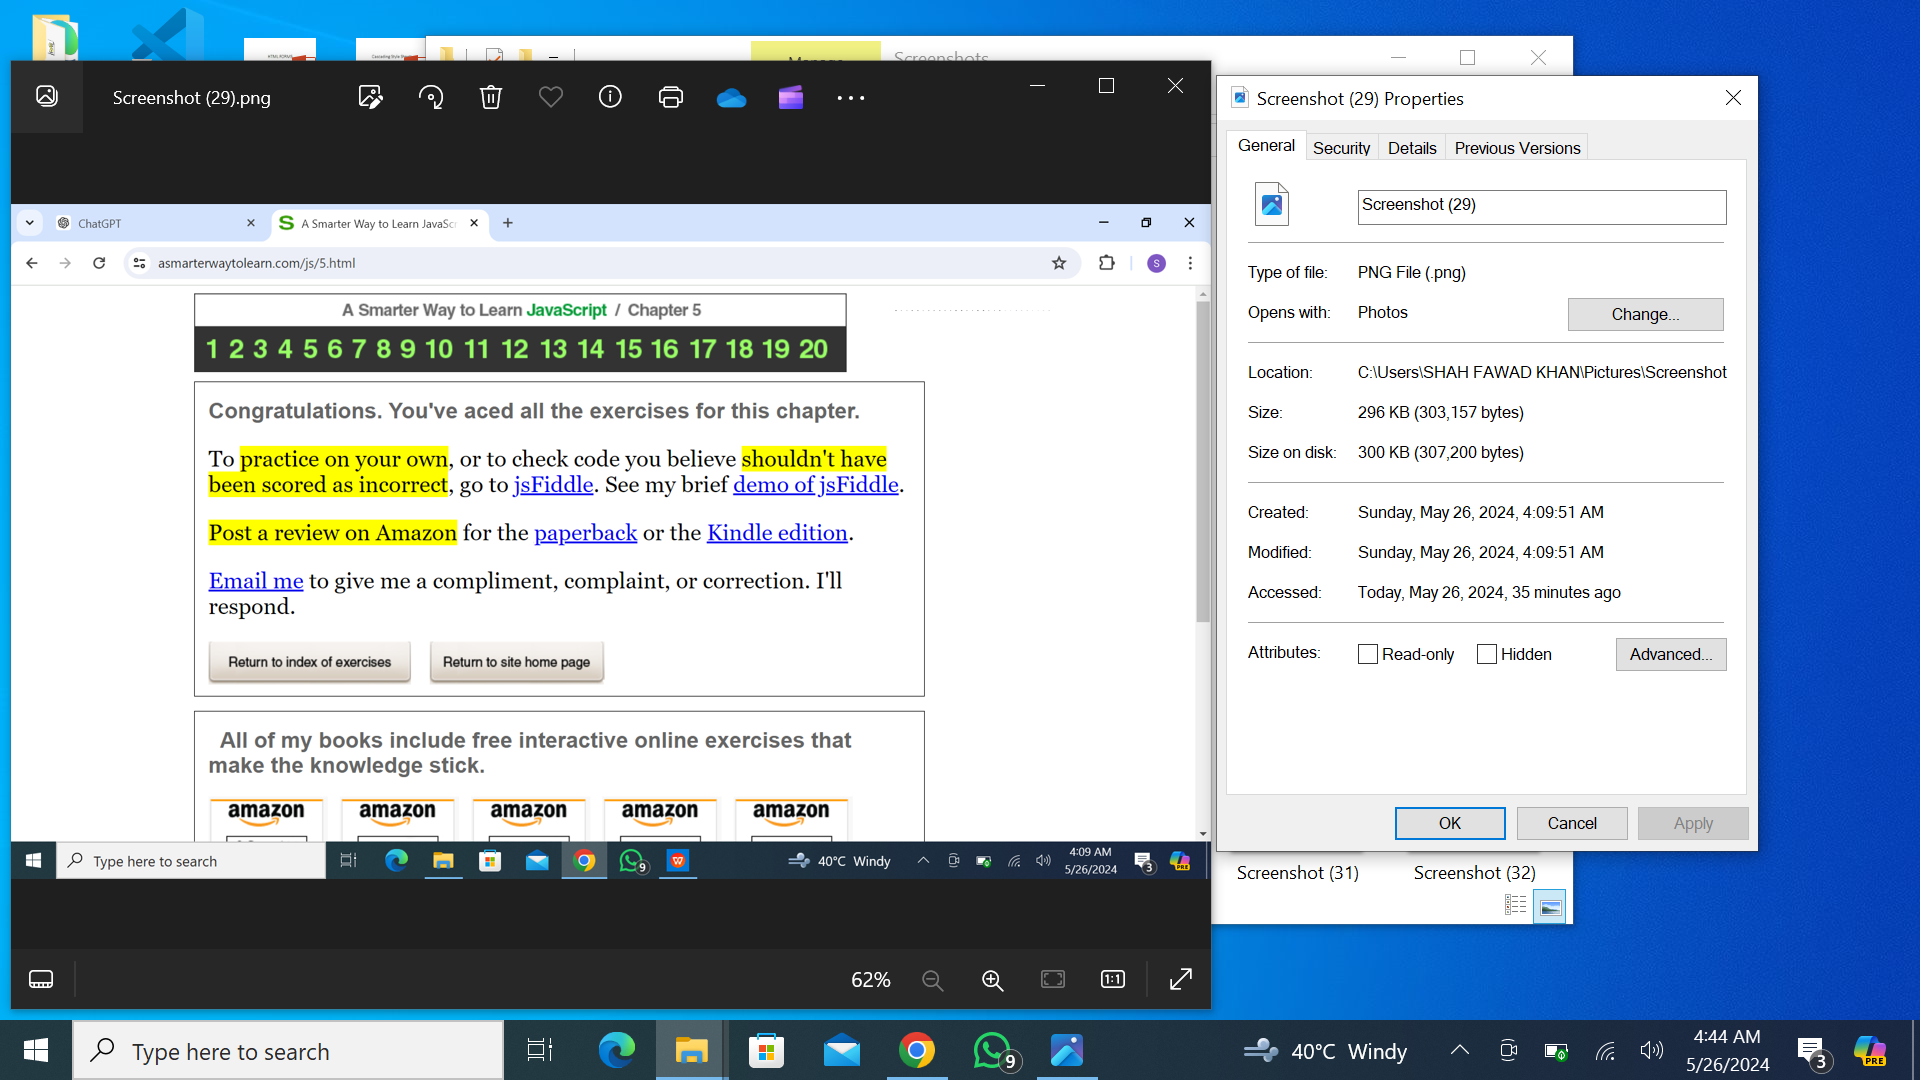 Screenshots
Screenshot (29).png
ChatGPT
A Smarter Way to Learn JavaSc
asmarterwaytolearn.com/js/5.html
A Smarter Way to Learn JavaScript / Chapter 5
1 2 3 4 5 6 7 8 9 10 11 12 13 14 15 16 17 18 19 20
Congratulations. You've aced all the exercises for this chapter.
To practice on your own, or to check code you believe shouldn't have
been scored as incorrect, go to jsFiddle. See my brief demo of jsFiddle.
Post a review on Amazon for the paperback or the Kindle edition.
Email me to give me a compliment, complaint, or correction. I'll
respond.
Return to index of exercises
Return to site home page
All of my books include free interactive online exercises that
make the knowledge stick.
amazon amazon amazon amazon amazon
Type here to search
9
40°C Windy
4:09 AM
5/26/2024
3
PRE
62%
1:1
Screenshot (29) Properties
General Security Details Previous Versions
Screenshot (29)
Type of file: PNG File (.png)
Opens with: Photos
Change...
Location: C:\Users\SHAH FAWAD KHAN\Pictures\Screenshot
Size: 296 KB (303,157 bytes)
Size on disk: 300 KB (307,200 bytes)
Created: Sunday, May 26, 2024, 4:09:51 AM
Modified: Sunday, May 26, 2024, 4:09:51 AM
Accessed: Today, May 26, 2024, 35 minutes ago
Attributes: Read-only Hidden
Advanced...
OK Cancel Apply
Screenshot (31) Screenshot (32)
Type here to search
9
40°C Windy
4:44 AM
5/26/2024
3
PRE